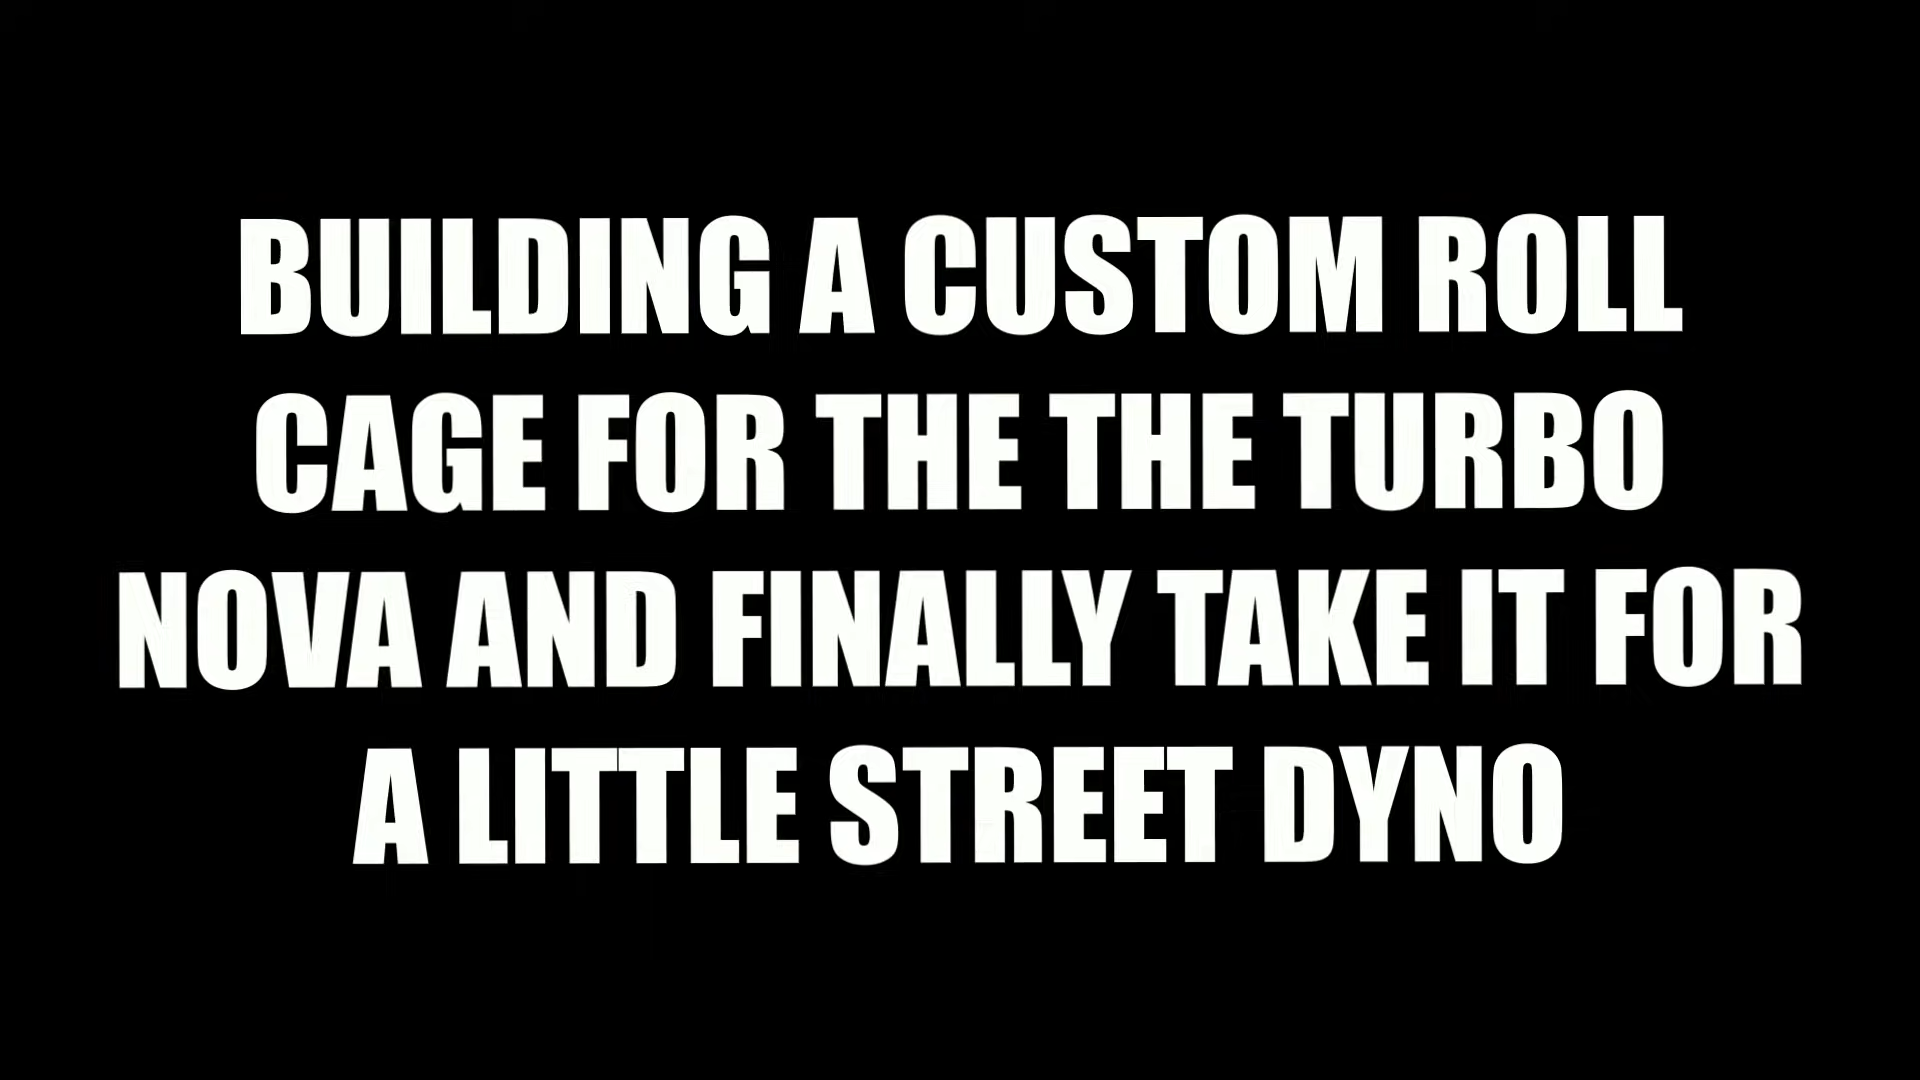 BUILDING A CUSTOM ROLL
CAGE FOR THE THE TURBO
NOVA AND FINALLY TAKE IT FOR
A LITTLE STREET DYNO